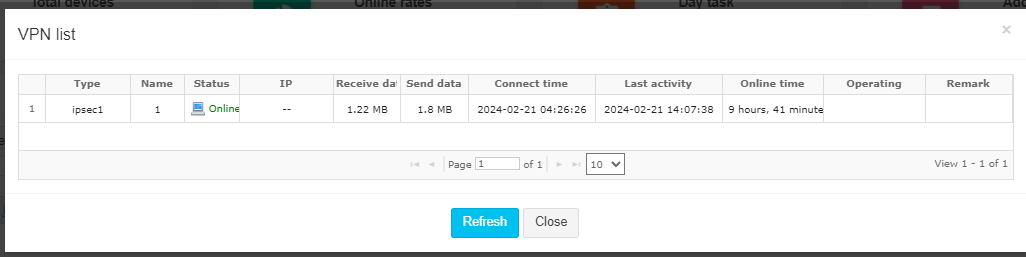 Total devices Online rates Day task
VPN list ×
Type Name Status IP Receive dat Send data Connect time Last activity Online time Operating Remark
1 ipsec1 1 Online -- 1.22 MB 1.8 MB 2024-02-21 04:26:26 2024-02-21 14:07:38 9 hours, 41 minute
Page 1 of 1 10 View 1 - 1 of 1
Refresh Close